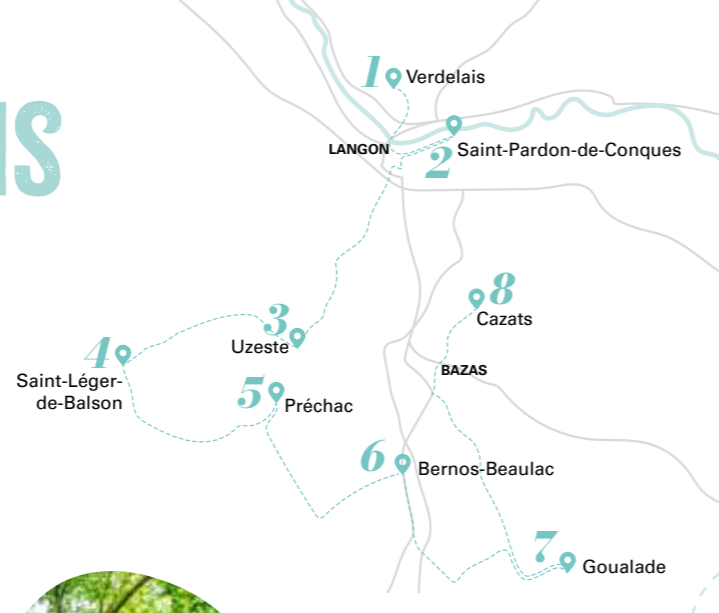 1 Verdelais
LANGON
2 Saint-Pardon-de-Conques
3
Uzeste
4
Saint-Léger-
de-Balson
5 Préchac
6 Bernos-Beaulac
7 Goualade
8
Cazats
BAZAS